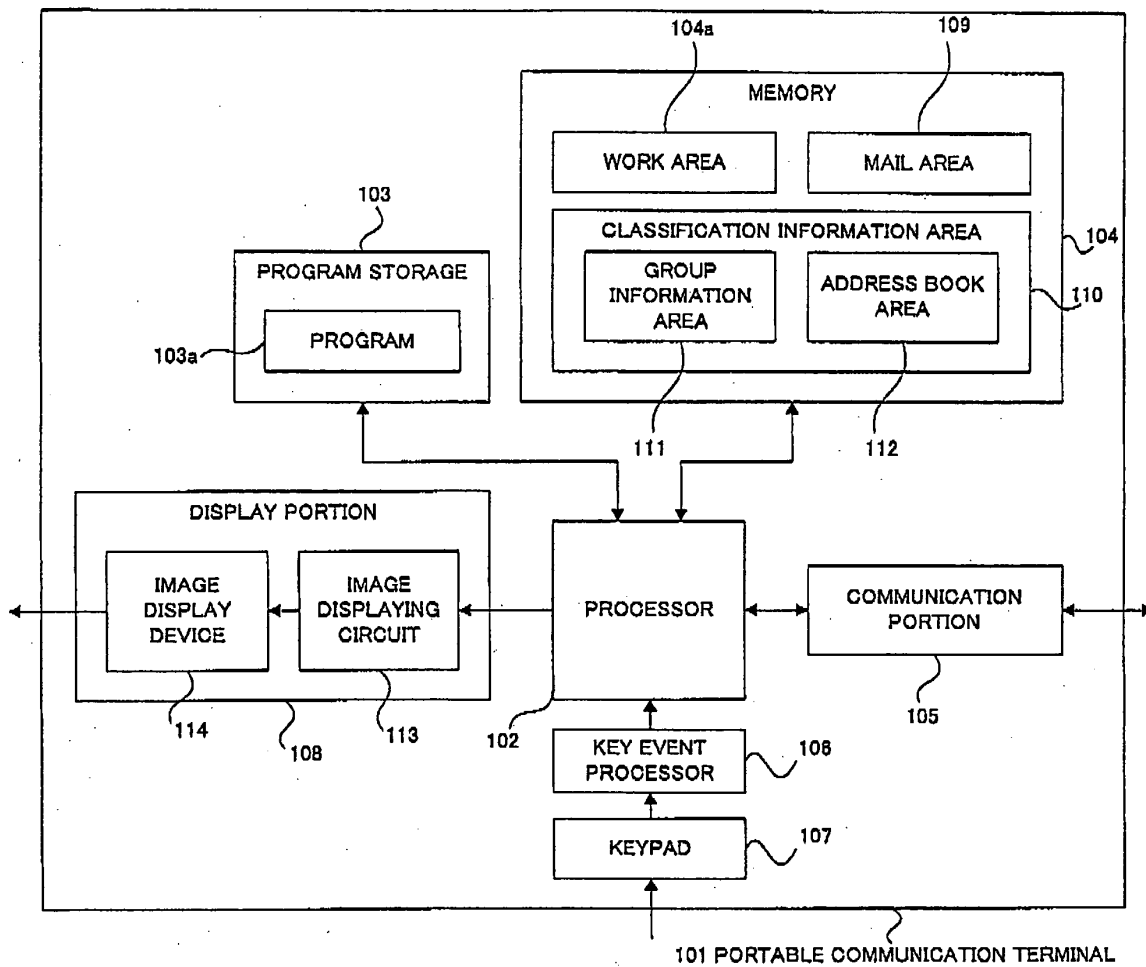 104a
109
MEMORY
WORK AREA
MAIL AREA
103
CLASSIFICATION INFORMATION AREA
104
PROGRAM STORAGE
GROUP
INFORMATION
AREA
ADDRESS BOOK
AREA
110
103a
PROGRAM
111
112
DISPLAY PORTION
IMAGE
DISPLAY
DEVICE
IMAGE
DISPLAYING
CIRCUIT
PROCESSOR
COMMUNICATION
PORTION
114
108
113
102
105
KEY EVENT
PROCESSOR
106
KEYPAD
107
101 PORTABLE COMMUNICATION TERMINAL